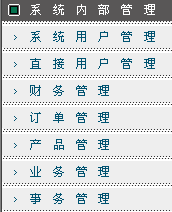 系统内部管理
› 系统用户管理
› 直接用户管理
› 财务管理
› 订单管理
› 产品管理
› 业务管理
› 事务管理